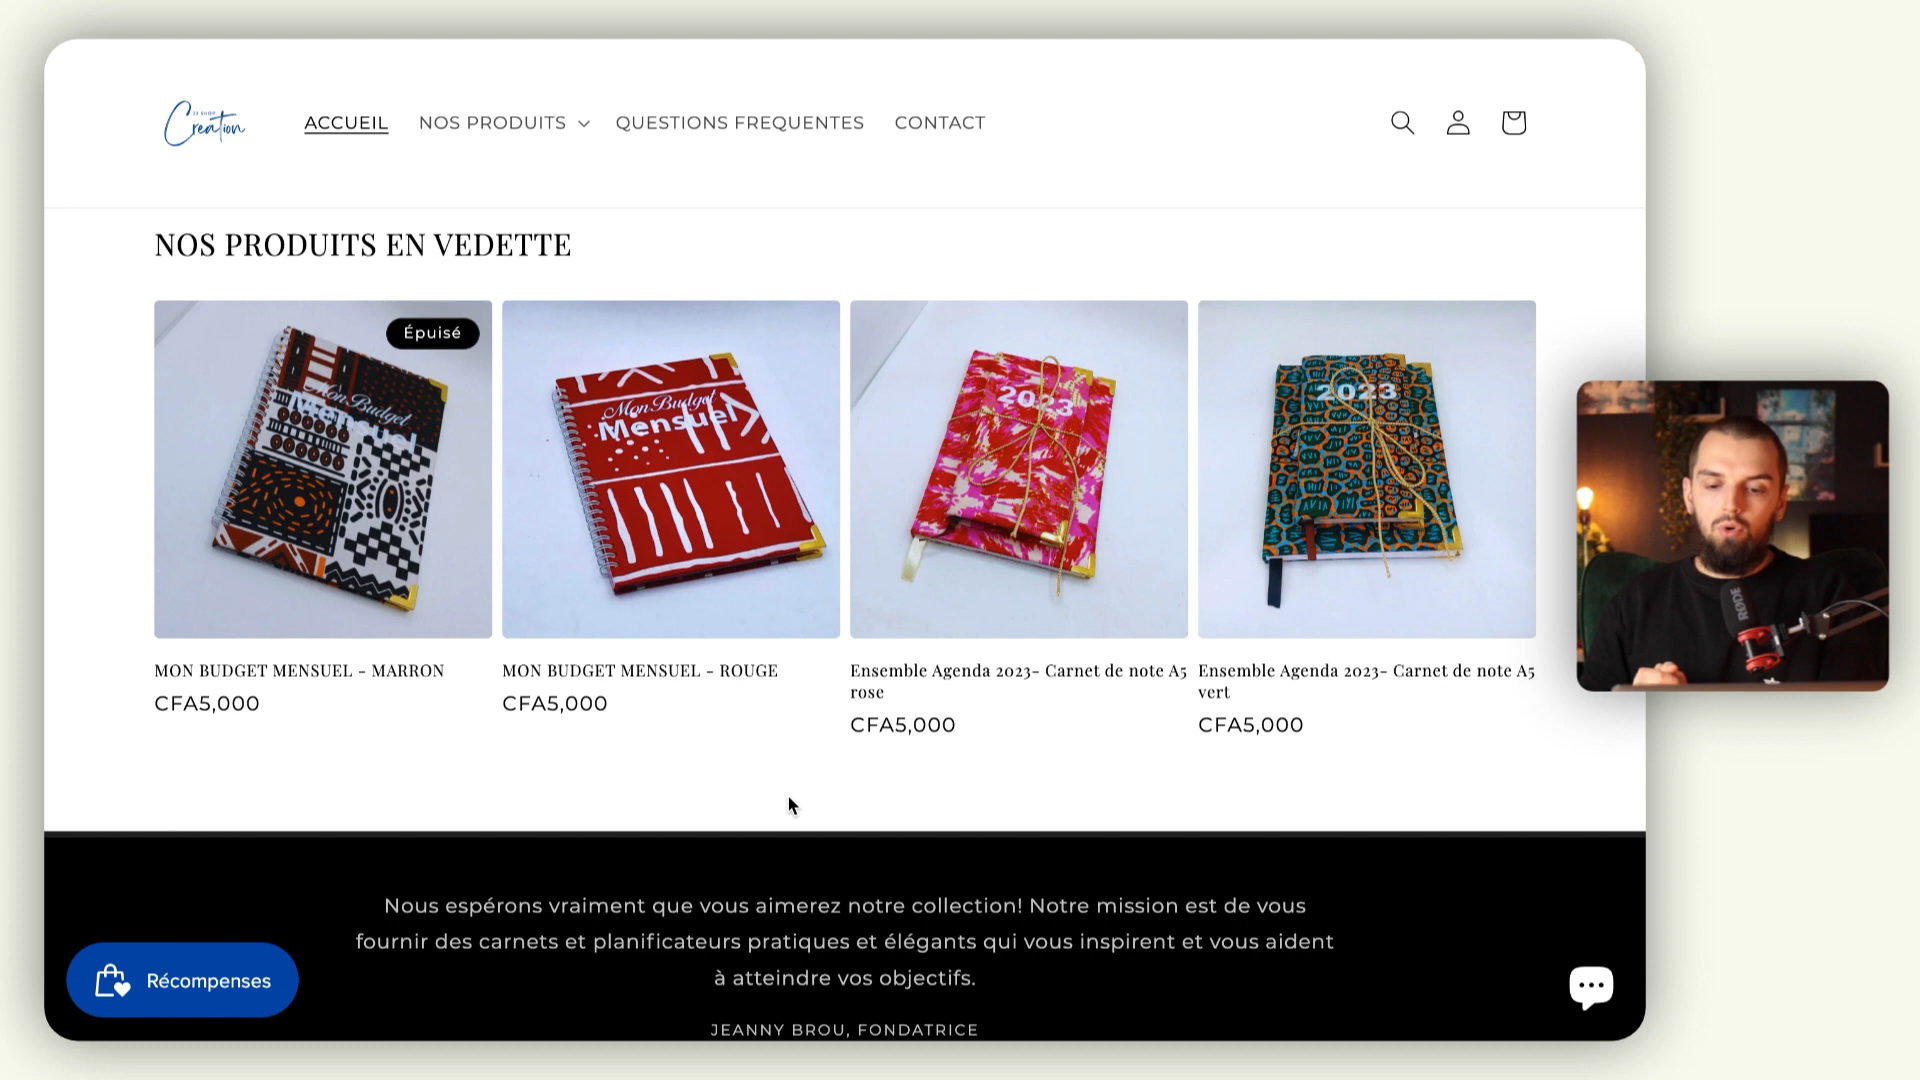 Creation
ACCUEIL
NOS PRODUITS
QUESTIONS FREQUENTES
CONTACT
NOS PRODUITS EN VEDETTE
Épuisé
Mon Budget
Mensuel
Mon Budget
Mensuel
2023
2023
MON BUDGET MENSUEL - MARRON
CFA5,000
MON BUDGET MENSUEL - ROUGE
CFA5,000
Ensemble Agenda 2023- Carnet de note A5
rose
CFA5,000
Ensemble Agenda 2023- Carnet de note A5
vert
CFA5,000
RØDE
Nous espérons vraiment que vous aimerez notre collection! Notre mission est de vous
fournir des carnets et planificateurs pratiques et élégants qui vous inspirent et vous aident
à atteindre vos objectifs.
JEANNY BROU, FONDATRICE
Récompenses